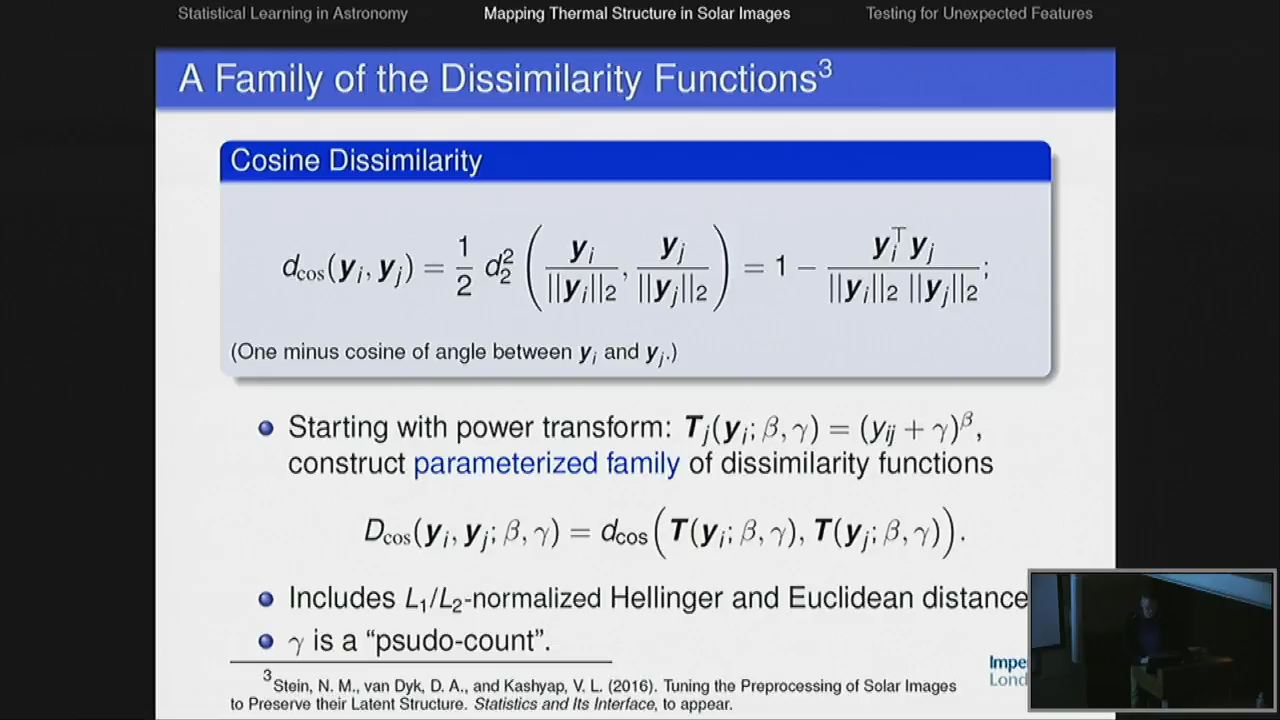 Statistical Learning in Astronomy Mapping Thermal Structure in Solar Images Testing for Unexpected Features
A Family of the Dissimilarity Functions³
Cosine Dissimilarity
d_cos(y_i, y_j) = 1/2 d_2^2 ( y_i / ||y_i||_2 , y_j / ||y_j||_2 ) = 1 − y_i^⊤ y_j / ||y_i||_2 ||y_j||_2 ;
(One minus cosine of angle between y_i and y_j.)
Starting with power transform: T_j(y_i; β, γ) = (y_ij + γ)^β,
construct parameterized family of dissimilarity functions
D_cos(y_i, y_j; β, γ) = d_cos( T(y_i; β, γ), T(y_j; β, γ) ).
Includes L_1/L_2-normalized Hellinger and Euclidean distance
γ is a “psudo-count”.
³Stein, N. M., van Dyk, D. A., and Kashyap, V. L. (2016). Tuning the Preprocessing of Solar Images
to Preserve their Latent Structure. Statistics and Its Interface, to appear.
Impe
Lond